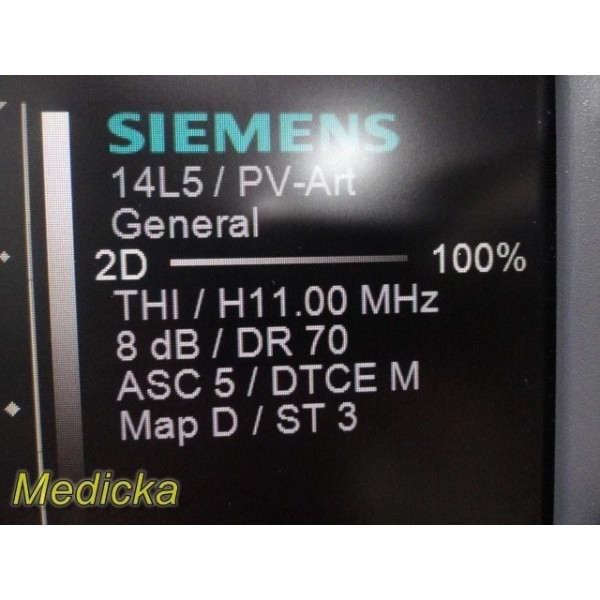 SIEMENS
14L5 / PV-Art
General
2D 100%
THI / H11.00 MHz
8 dB / DR 70
ASC 5 / DTCE M
Map D / ST 3
Medicka